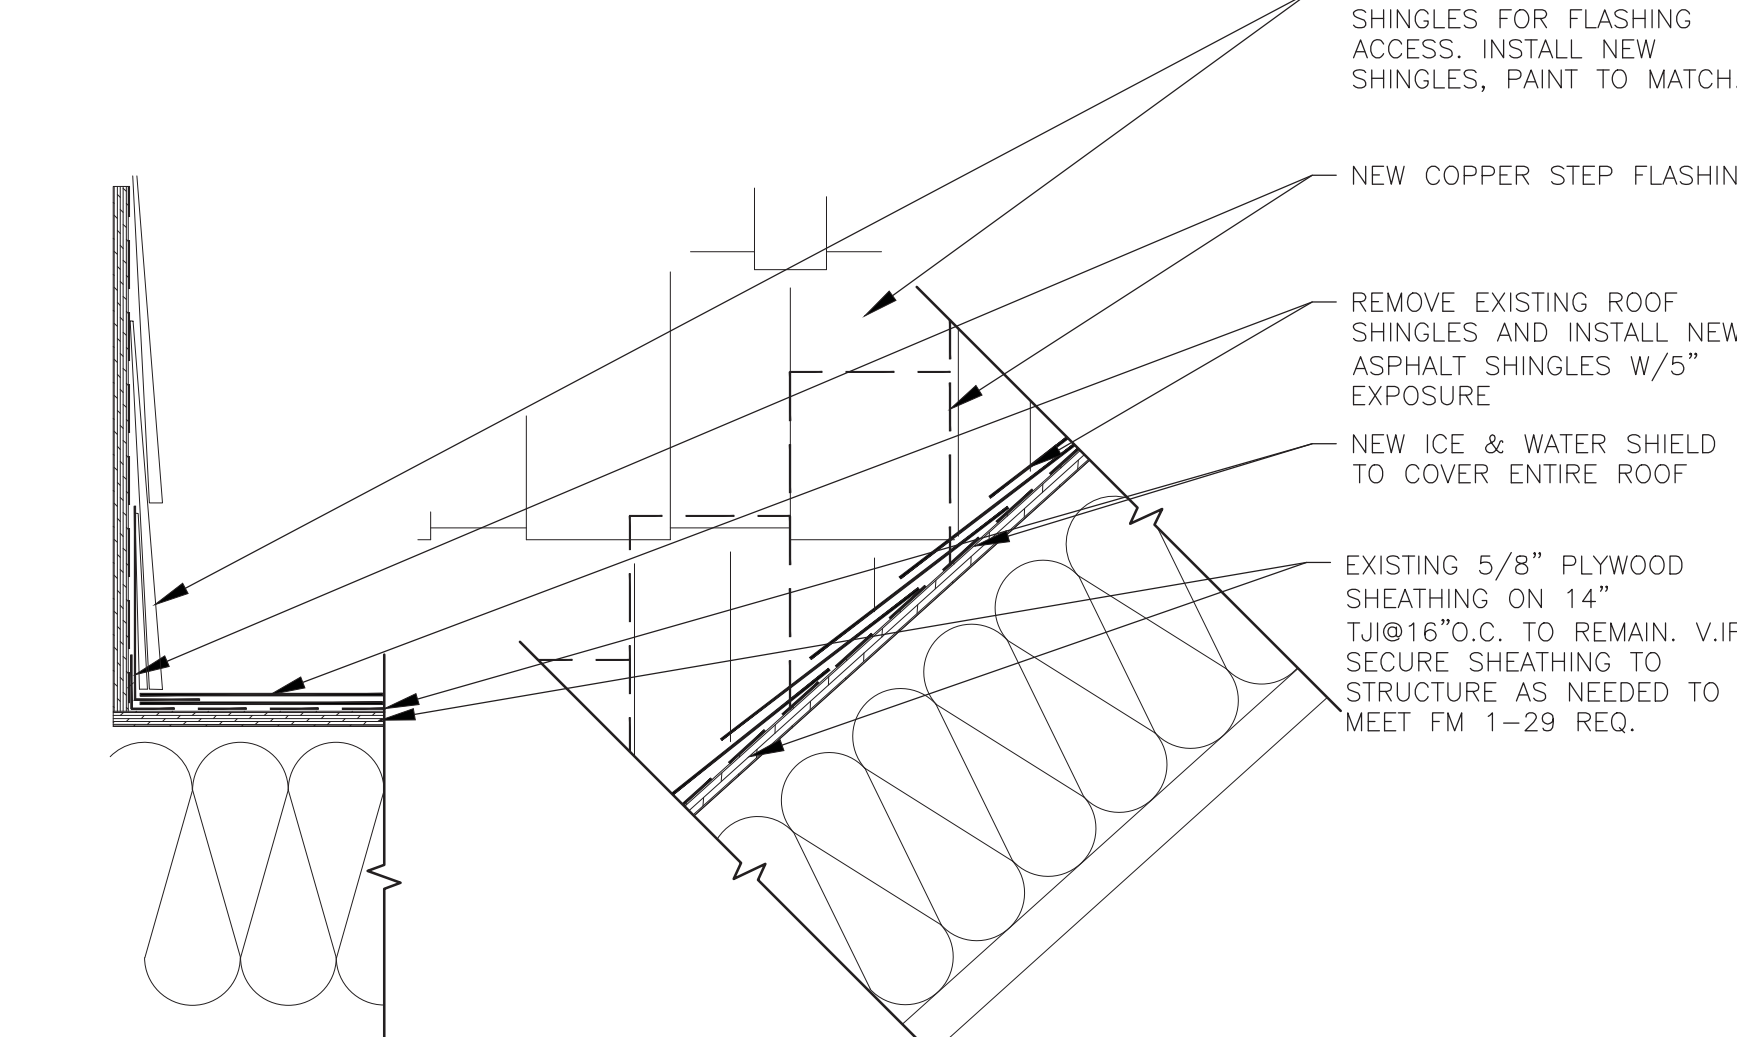 SHINGLES FOR FLASHING
ACCESS. INSTALL NEW
SHINGLES, PAINT TO MATCH.
NEW COPPER STEP FLASHIN
REMOVE EXISTING ROOF
SHINGLES AND INSTALL NEW
ASPHALT SHINGLES W/5"
EXPOSURE
NEW ICE & WATER SHIELD
TO COVER ENTIRE ROOF
EXISTING 5/8" PLYWOOD
SHEATHING ON 14"
TJI@16"O.C. TO REMAIN. V.IF
SECURE SHEATHING TO
STRUCTURE AS NEEDED TO
MEET FM 1-29 REQ.